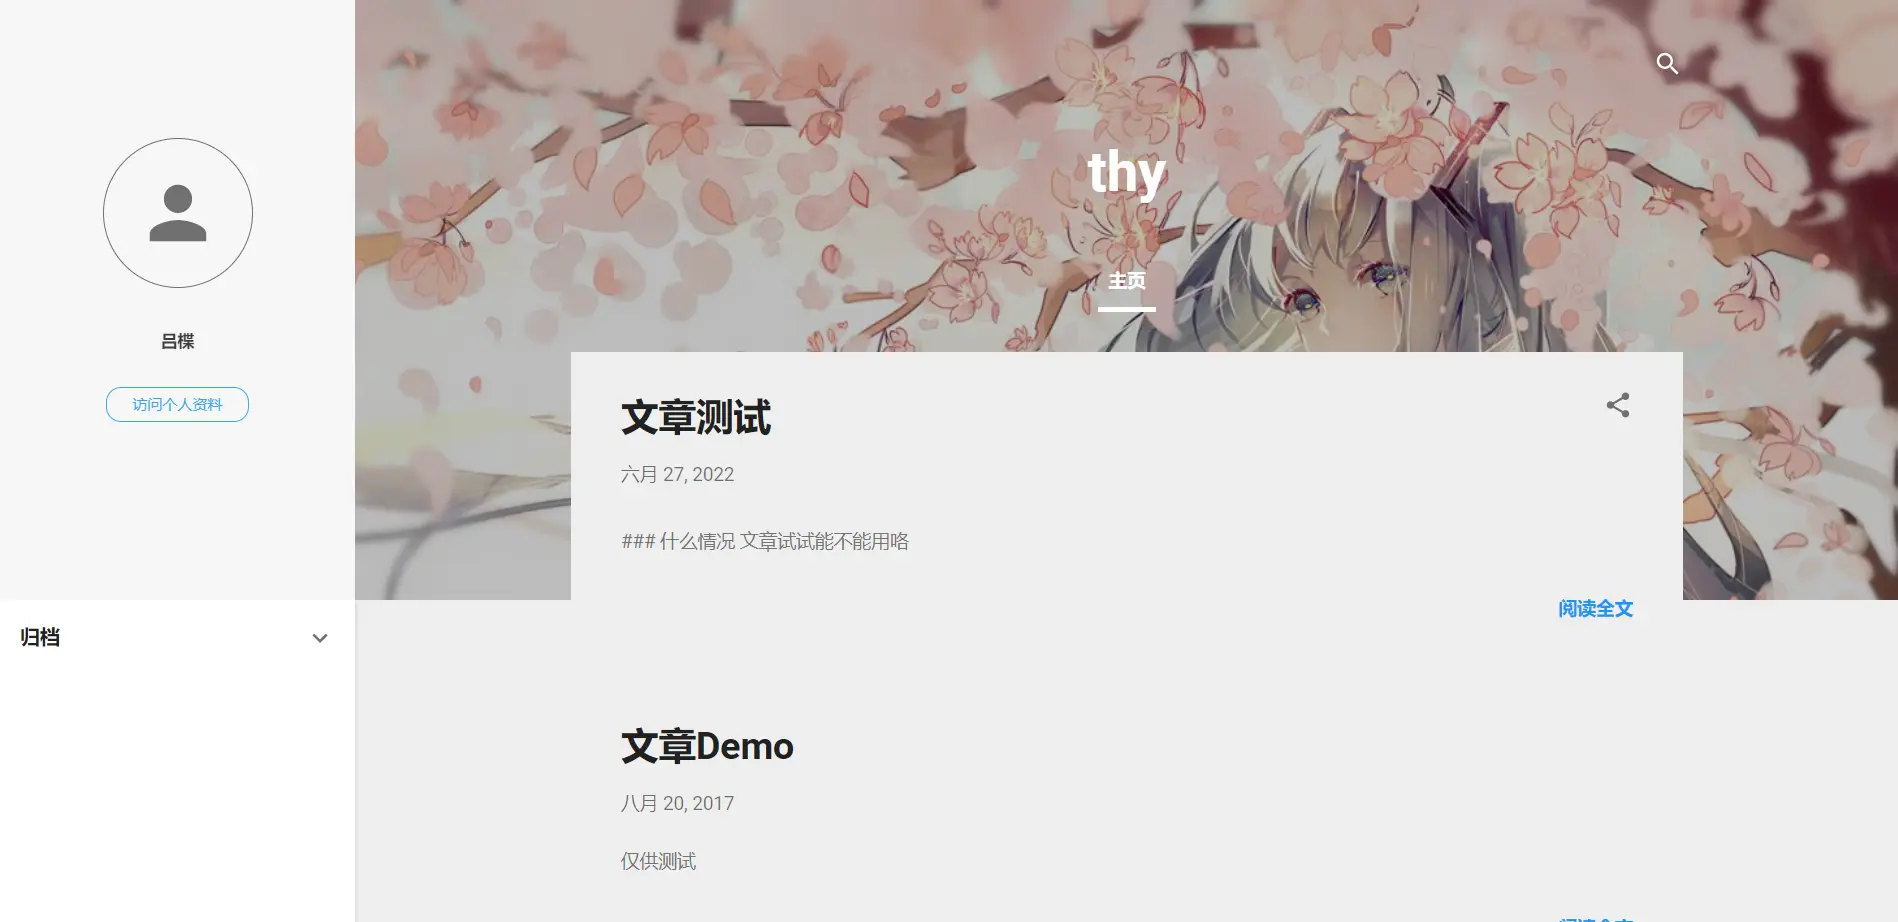 thy
主页
吕楪
访问个人资料
归档
文章测试
六月 27, 2022
### 什么情况 文章试试能不能用咯
阅读全文
文章Demo
八月 20, 2017
仅供测试